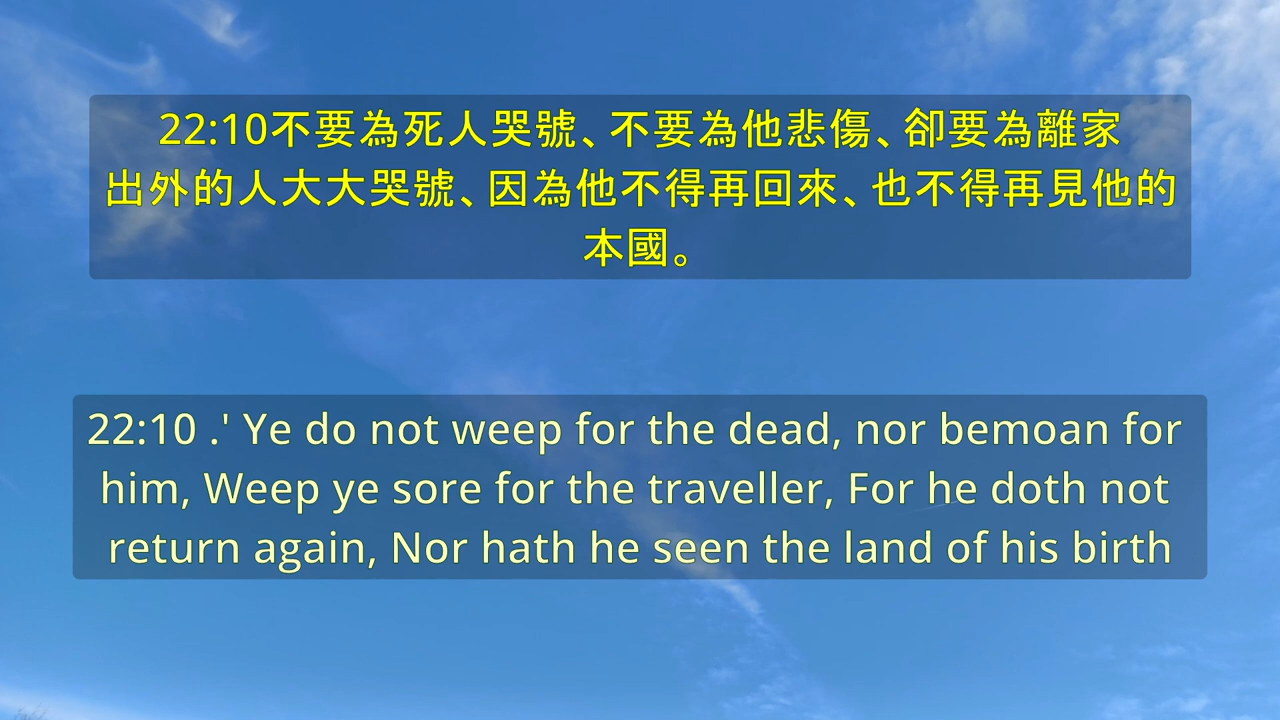 22:10不要為死人哭號、不要為他悲傷、卻要為離家
出外的人大大哭號、因為他不得再回來、也不得再見他的
本國。
22:10 .' Ye do not weep for the dead, nor bemoan for
him, Weep ye sore for the traveller, For he doth not
return again, Nor hath he seen the land of his birth